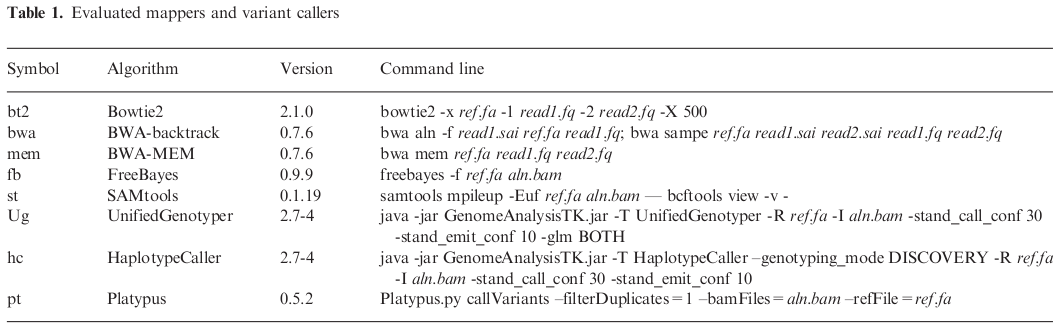 Table 1. Evaluated mappers and variant callers
Symbol Algorithm Version Command line
bt2 Bowtie2 2.1.0 bowtie2 -x ref.fa -1 read1.fq -2 read2.fq -X 500
bwa BWA-backtrack 0.7.6 bwa aln -f read1.sai ref.fa read1.fq; bwa sampe ref.fa read1.sai read2.sai read1.fq read2.fq
mem BWA-MEM 0.7.6 bwa mem ref.fa read1.fq read2.fq
fb FreeBayes 0.9.9 freebayes -f ref.fa aln.bam
st SAMtools 0.1.19 samtools mpileup -Euf ref.fa aln.bam — bcftools view -v -
Ug UnifiedGenotyper 2.7-4 java -jar GenomeAnalysisTK.jar -T UnifiedGenotyper -R ref.fa -I aln.bam -stand_call_conf 30
-stand_emit_conf 10 -glm BOTH
hc HaplotypeCaller 2.7-4 java -jar GenomeAnalysisTK.jar -T HaplotypeCaller –genotyping_mode DISCOVERY -R ref.fa
-I aln.bam -stand_call_conf 30 -stand_emit_conf 10
pt Platypus 0.5.2 Platypus.py callVariants –filterDuplicates=1 –bamFiles=aln.bam –refFile=ref.fa